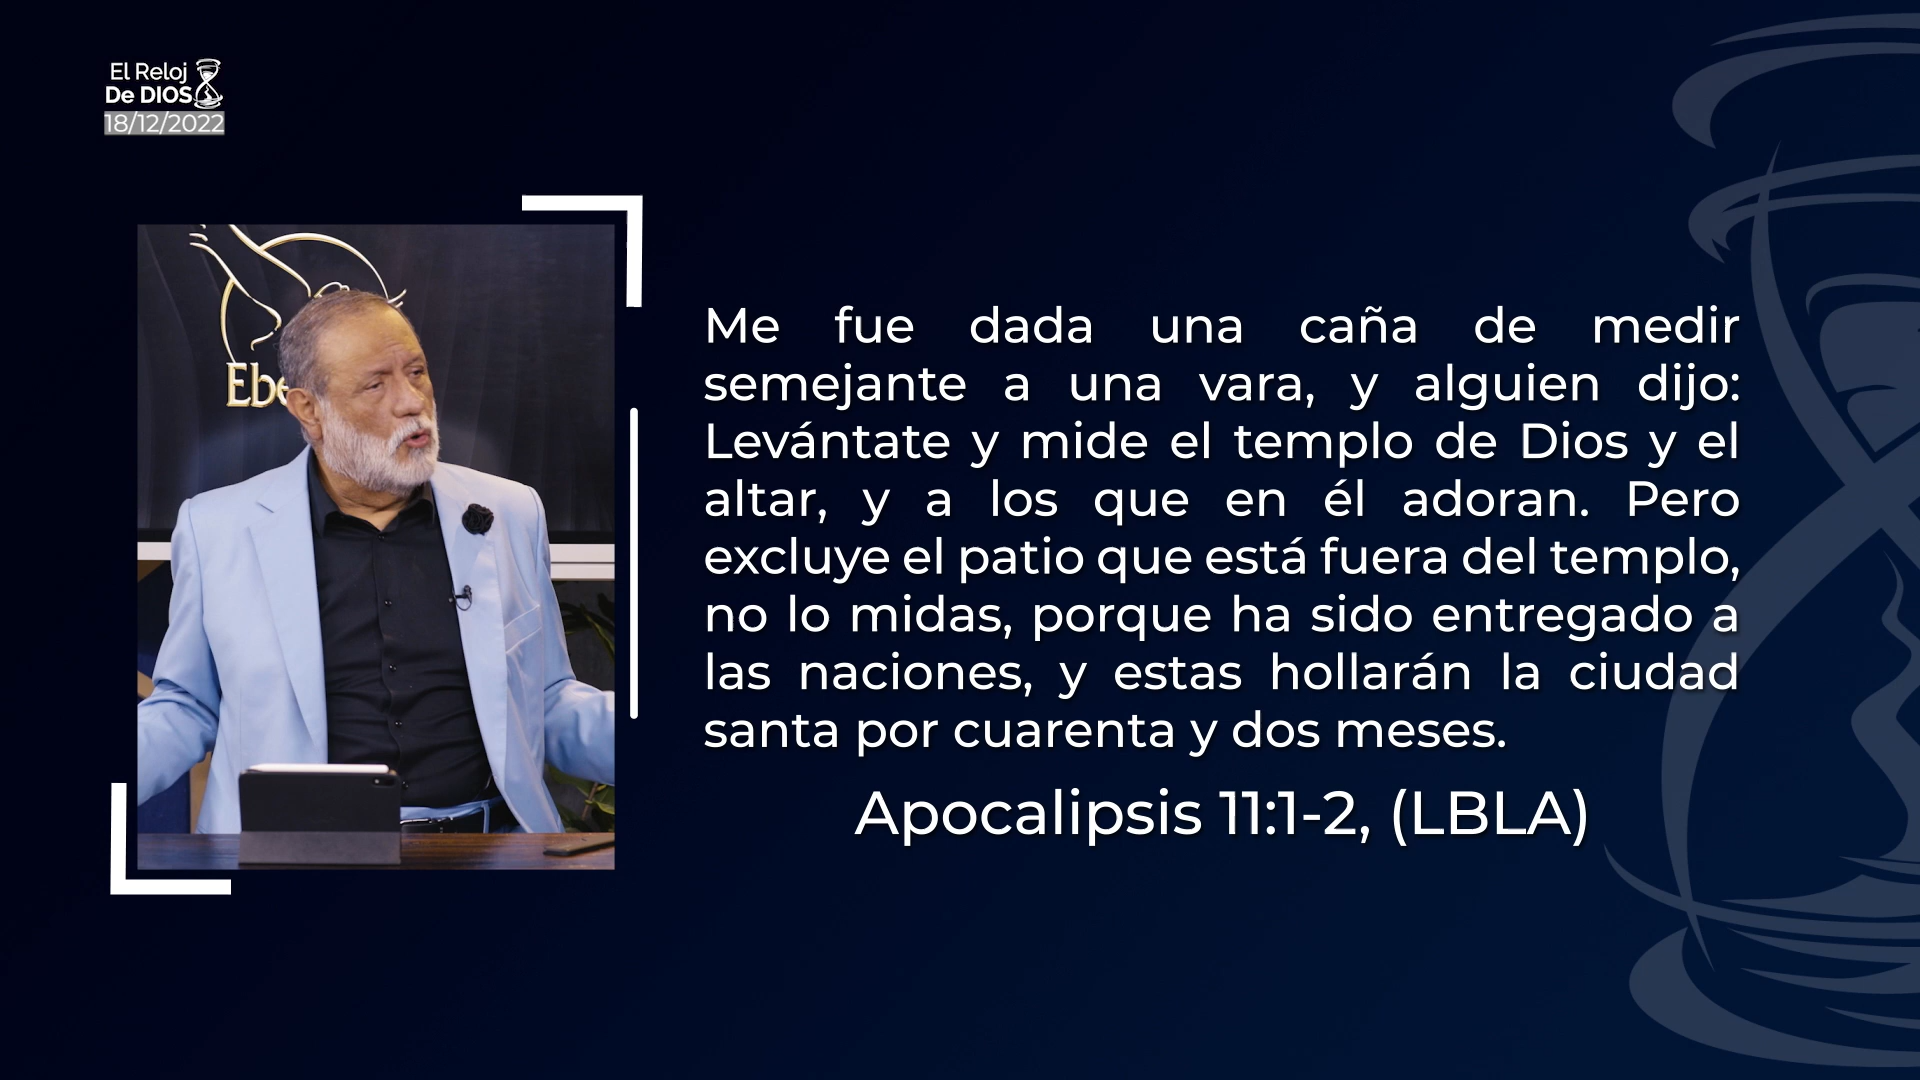 El Reloj
De DIOS
18/12/2022
Ebe
Me fue dada una caña de medir
semejante a una vara, y alguien dijo:
Levántate y mide el templo de Dios y el
altar, y a los que en él adoran. Pero
excluye el patio que está fuera del templo,
no lo midas, porque ha sido entregado a
las naciones, y estas hollarán la ciudad
santa por cuarenta y dos meses.
Apocalipsis 11:1-2, (LBLA)